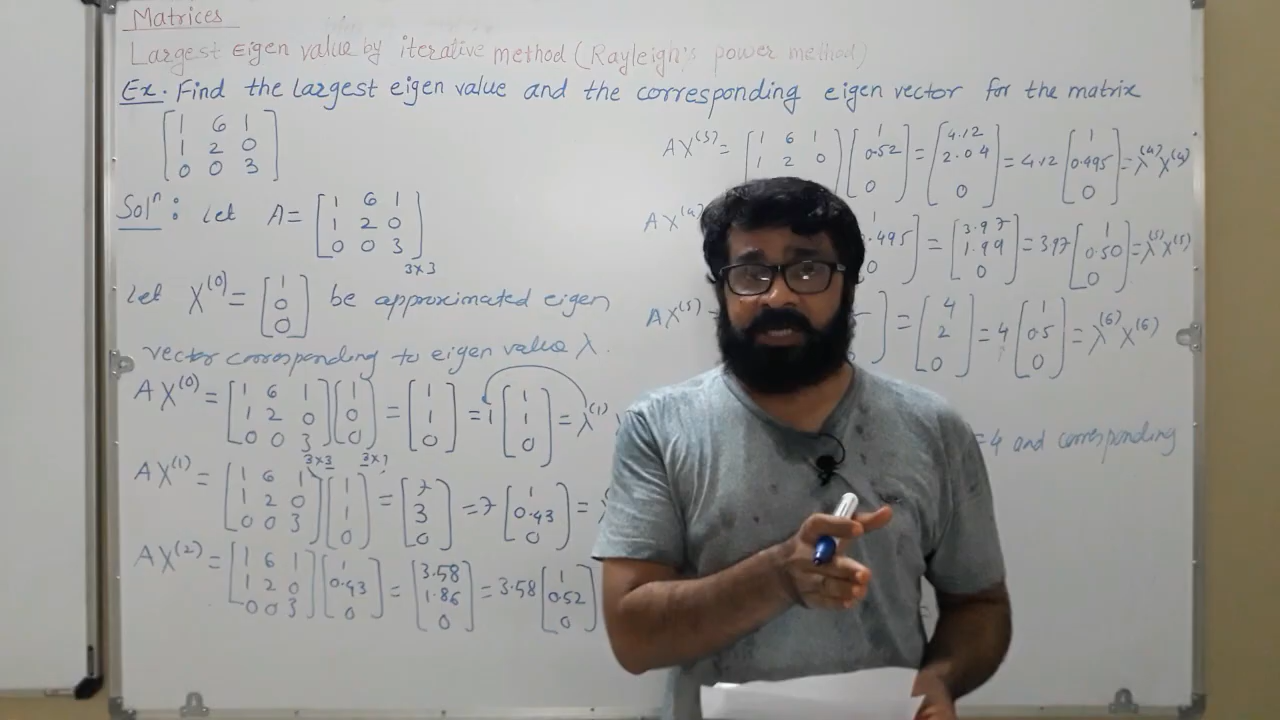 Matrices
Largest Eigen value by iterative method (Rayleigh's power method)
Ex. Find the largest eigen value and the corresponding eigen vector for the matrix
[1 6 1
1 2 0
0 0 3]
Solⁿ: Let A = [1 6 1
1 2 0
0 0 3] 3×3
Let X⁽⁰⁾ = [1
0
0] be approximated eigen
vector corresponding to eigen value λ.
AX⁽⁰⁾ = [1 6 1
1 2 0
0 0 3] 3×3 [1
0
0] 3×1 = [1
1
0] = 1 [1
1
0] = λ⁽¹⁾
AX⁽¹⁾ = [1 6 1
1 2 0
0 0 3] [1
1
0] = [7
3
0] = 7 [1
0.43
0] =
AX⁽²⁾ = [1 6 1
1 2 0
0 0 3] [1
0.43
0] = [3.58
1.86
0] = 3.58 [1
0.52
0]
AX⁽³⁾ = [1 6 1
1 2 0 [1
0.52
0] = [4.12
2.04
0] = 4.12 [1
0.495
0] = λ⁽⁴⁾X⁽⁴⁾
AX⁽⁴⁾ 1
.495
0] = [3.97
1.99
0] = 3.97 [1
0.50
0] = λ⁽⁵⁾X⁽⁵⁾
AX⁽⁵⁾ = [4
2
0] = 4 [1
0.5
0] = λ⁽⁶⁾X⁽⁶⁾
= 4 and corresponding